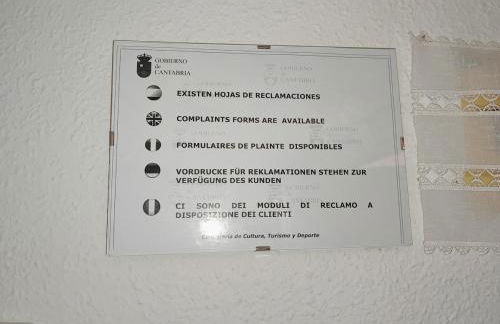 GOBIERNO
de
CANTABRIA
EXISTEN HOJAS DE RECLAMACIONES
COMPLAINTS FORMS ARE AVAILABLE
FORMULAIRES DE PLAINTE DISPONIBLES
VORDRUCKE FÜR REKLAMATIONEN STEHEN ZUR
VERFÜGUNG DES KUNDEN
CI SONO DEI MODULI DI RECLAMO A
DISPOSIZIONE DEI CLIENTI
Consejería de Cultura, Turismo y Deporte